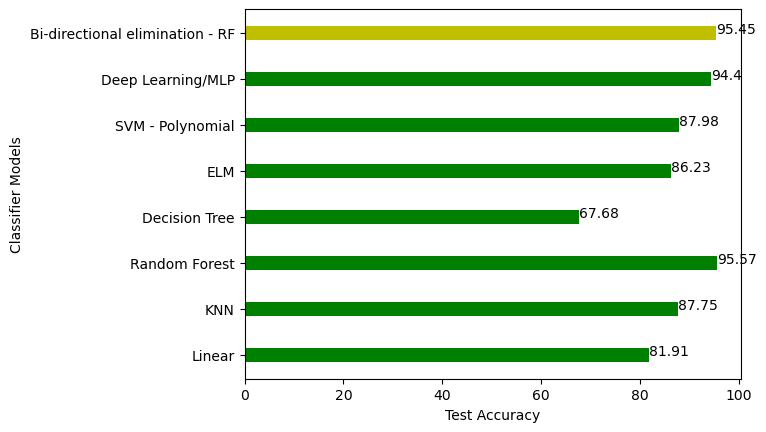 Classifier Models
Bi-directional elimination - RF 95.45
Deep Learning/MLP 94.4
SVM - Polynomial 87.98
ELM 86.23
Decision Tree 67.68
Random Forest 95.57
KNN 87.75
Linear 81.91
0 20 40 60 80 100
Test Accuracy